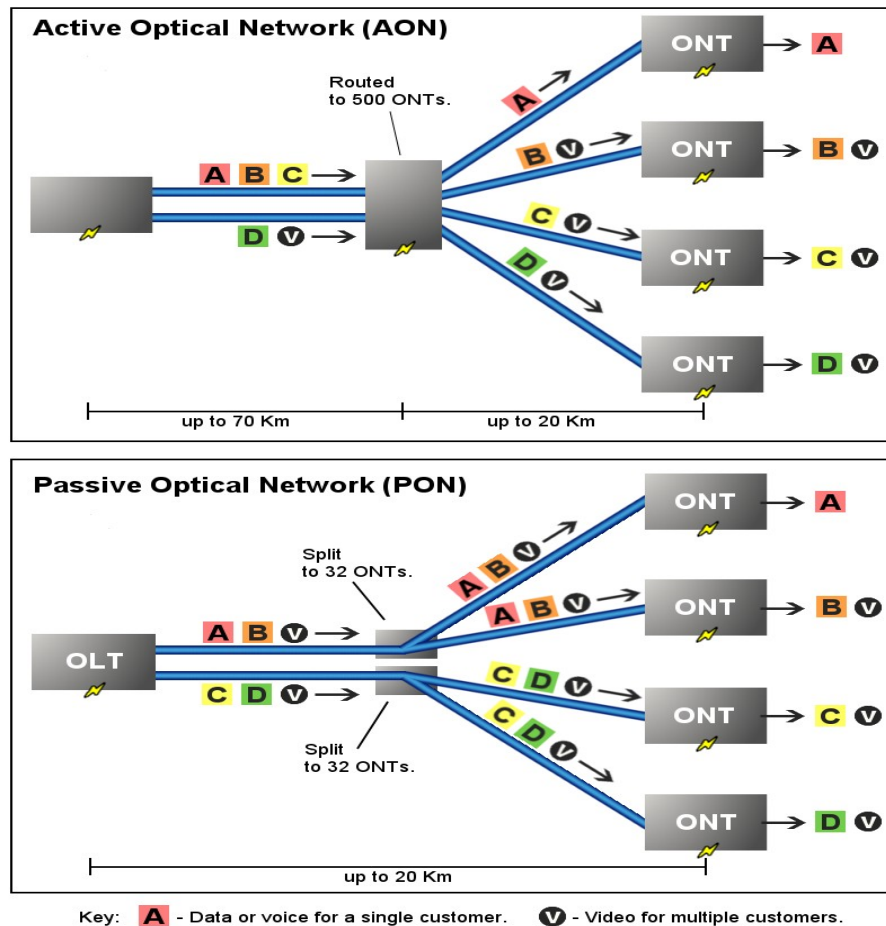 Active Optical Network (AON)
Routed
to 500 ONTs.
A B C
D V
A
B V
C V
D V
ONT
A
ONT
B V
ONT
C V
ONT
D V
up to 70 Km
up to 20 Km
Passive Optical Network (PON)
Split
to 32 ONTs.
OLT
A B V
C D V
Split
to 32 ONTs.
A B V
A B V
C D V
C D V
ONT
A
ONT
B V
ONT
C V
ONT
D V
up to 20 Km
Key: A - Data or voice for a single customer. V - Video for multiple customers.